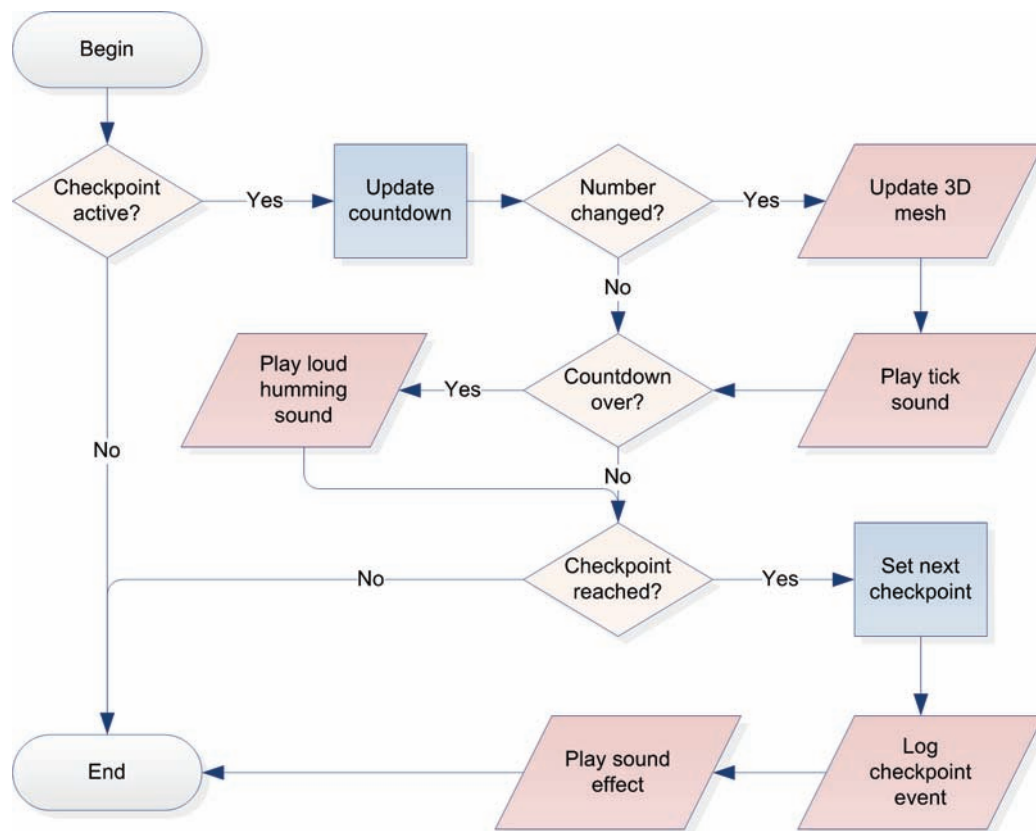 Begin
Checkpoint
active?
Yes
Update
countdown
Number
changed?
Yes
Update 3D
mesh
No
Play loud
humming
sound
Yes
Countdown
over?
Play tick
sound
No
No
No
Checkpoint
reached?
Yes
Set next
checkpoint
End
Play sound
effect
Log
checkpoint
event